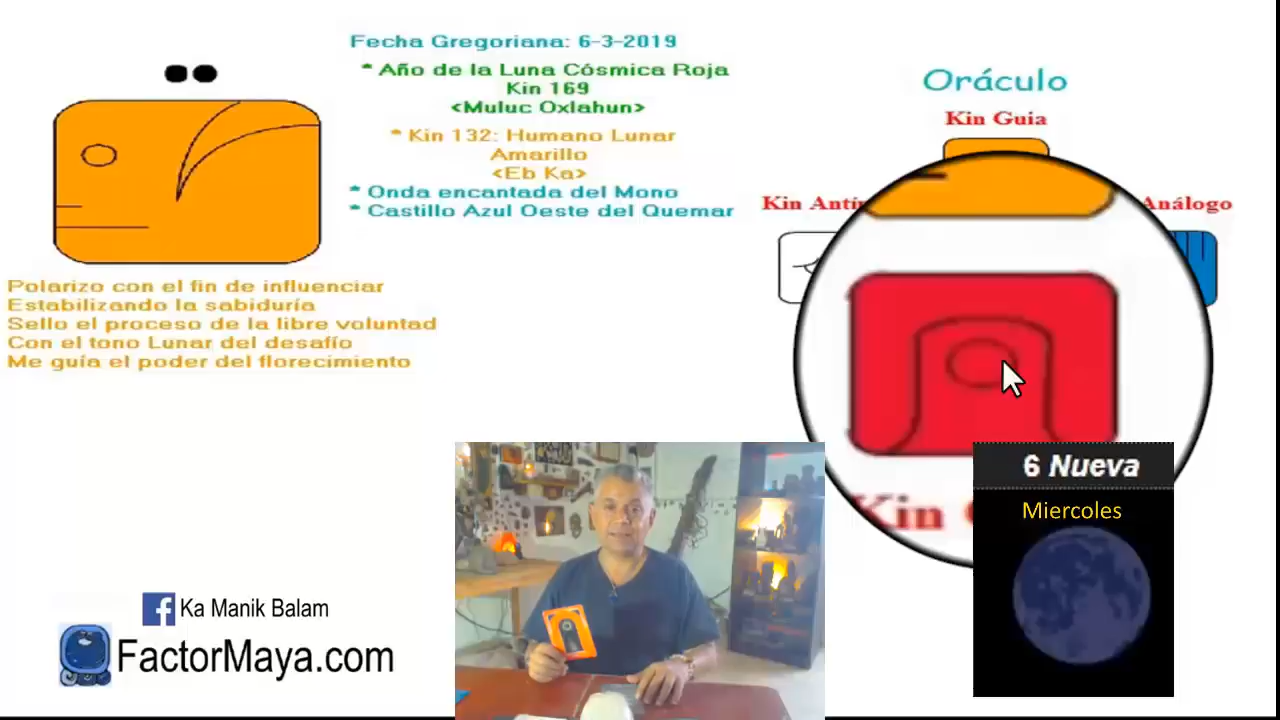 Fecha Gregoriana: 6-3-2019
* Año de la Luna Cósmica Roja
Kin 169
<Muluc Oxlahun>
* Kin 132: Humano Lunar
Amarillo
<Eb Ka>
* Onda encantada del Mono
* Castillo Azul Oeste del Quemar
Polarizo con el fin de influenciar
Estabilizando la sabiduría
Sello el proceso de la libre voluntad
Con el tono Lunar del desafío
Me guía el poder del florecimiento
Oráculo
Kin Guia
Kin Antí
Análogo
Kin
6 Nueva
Miercoles
Ka Manik Balam
FactorMaya.com